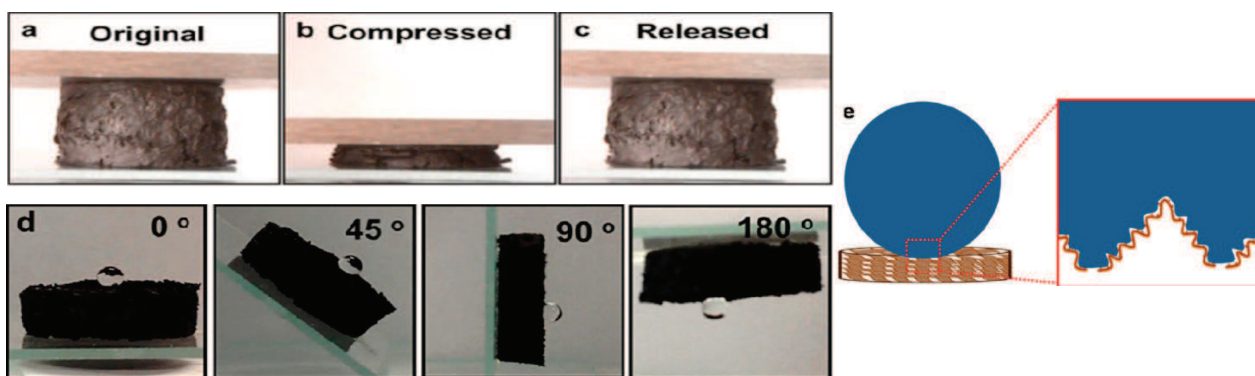 a Original
b Compressed
c Released
d 0 °
45 °
90 °
180 °
e